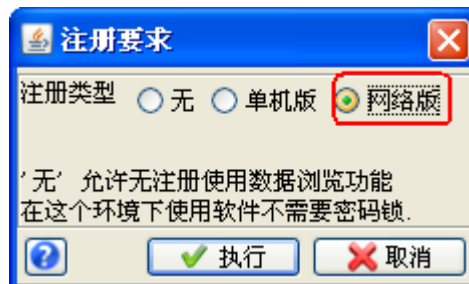 注册要求
注册类型 无 单机版 网络版
'无' 允许无注册使用数据浏览功能
在这个环境下使用软件不需要密码锁.
? 执行 取消